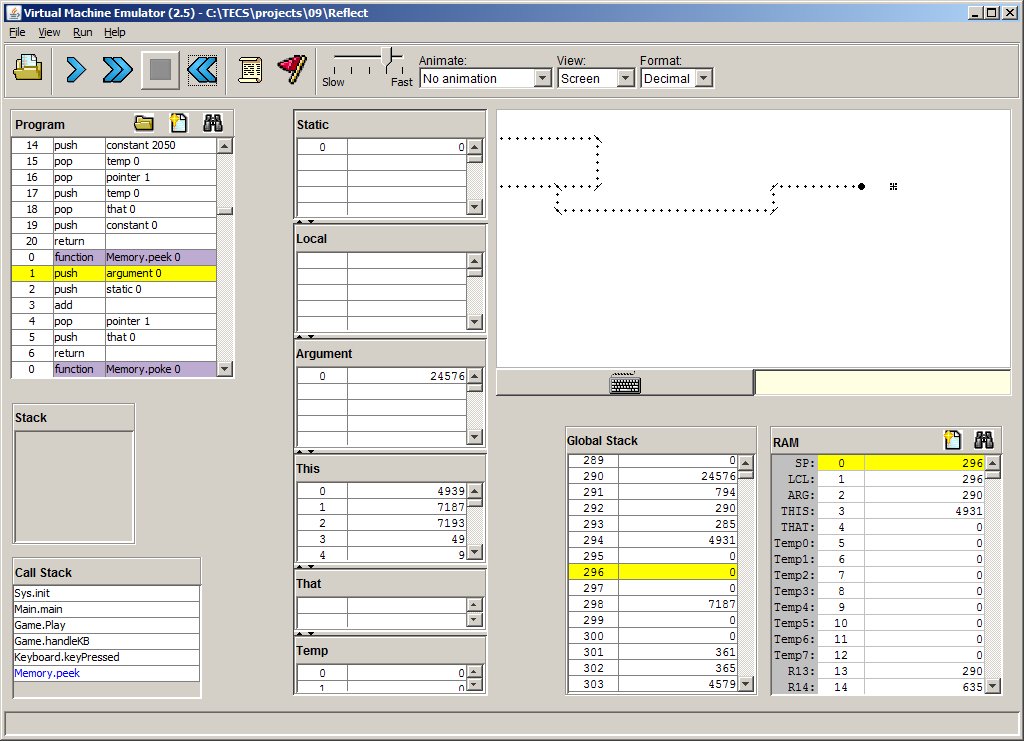 Virtual Machine Emulator (2.5) - C:\TECS\projects\09\Reflect
File View Run Help
Slow Fast
Animate:
No animation
View:
Screen
Format:
Decimal
Program
14 push constant 2050
15 pop temp 0
16 pop pointer 1
17 push temp 0
18 pop that 0
19 push constant 0
20 return
0 function Memory.peek 0
1 push argument 0
2 push static 0
3 add
4 pop pointer 1
5 push that 0
6 return
0 function Memory.poke 0
Stack
Call Stack
Sys.init
Main.main
Game.Play
Game.handleKB
Keyboard.keyPressed
Memory.peek
Static
0 0
Local
Argument
0 24576
This
0 4939
1 7187
2 7193
3 49
4 9
That
Temp
0 0
1 0
Global Stack
289 0
290 24576
291 794
292 290
293 285
294 4931
295 0
296 0
297 0
298 7187
299 0
300 0
301 361
302 365
303 4579
RAM
SP: 0 296
LCL: 1 296
ARG: 2 290
THIS: 3 4931
THAT: 4 0
Temp0: 5 0
Temp1: 6 0
Temp2: 7 0
Temp3: 8 0
Temp4: 9 0
Temp5: 10 0
Temp6: 11 0
Temp7: 12 0
R13: 13 290
R14: 14 635